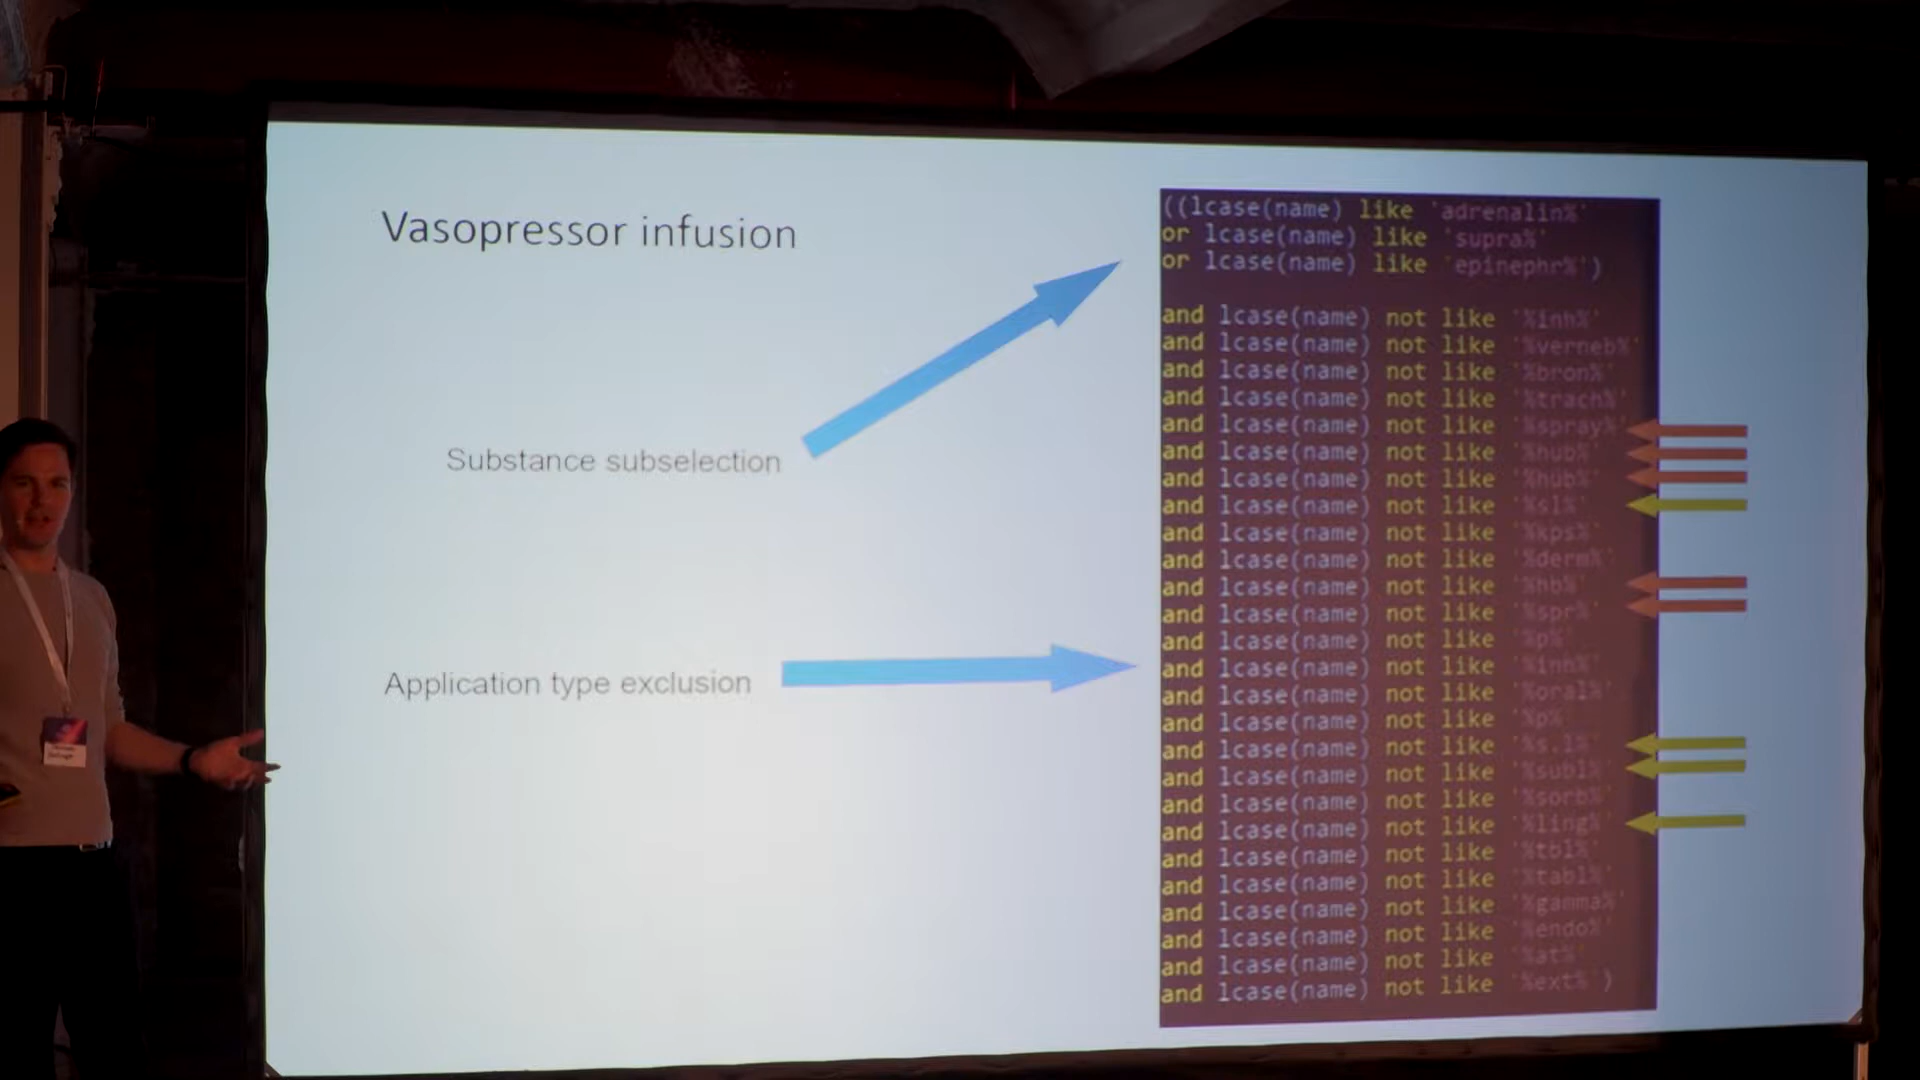 Vasopressor infusion
Substance subselection
Application type exclusion
((lcase(name) like 'adrenalin%'
or lcase(name) like 'supra%'
or lcase(name) like 'epinephr%')
and lcase(name) not like '%inh%'
and lcase(name) not like '%verneb%'
and lcase(name) not like '%bron%'
and lcase(name) not like '%trach%'
and lcase(name) not like '%spray%'
and lcase(name) not like '%hub%'
and lcase(name) not like '%hüb%'
and lcase(name) not like '%sl%'
and lcase(name) not like '%kps%'
and lcase(name) not like '%derm%'
and lcase(name) not like '%hb%'
and lcase(name) not like '%spr%'
and lcase(name) not like '%p%'
and lcase(name) not like '%inh%'
and lcase(name) not like '%oral%'
and lcase(name) not like '%p%'
and lcase(name) not like '%s.l%'
and lcase(name) not like '%subl%'
and lcase(name) not like '%sorb%'
and lcase(name) not like '%ling%'
and lcase(name) not like '%tbl%'
and lcase(name) not like '%tabl%'
and lcase(name) not like '%gamma%'
and lcase(name) not like '%endo%'
and lcase(name) not like '%at%'
and lcase(name) not like '%ext%')